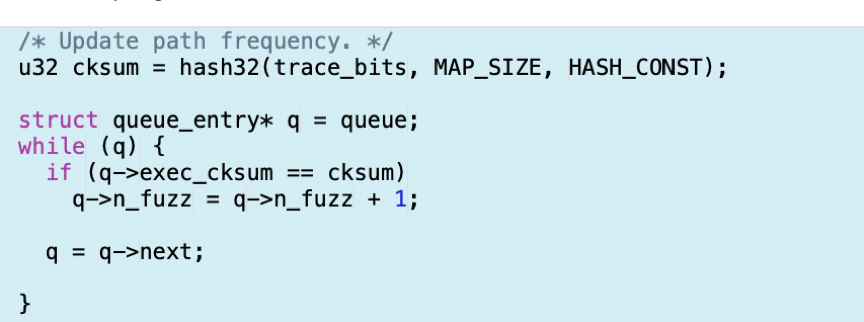 /* Update path frequency. */
u32 cksum = hash32(trace_bits, MAP_SIZE, HASH_CONST);
struct queue_entry* q = queue;
while (q) {
if (q->exec_cksum == cksum)
q->n_fuzz = q->n_fuzz + 1;
q = q->next;
}